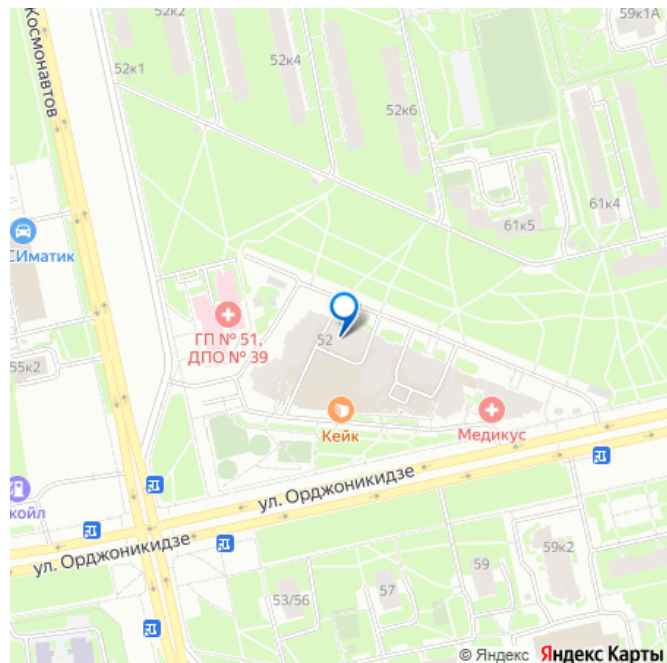 52к2
59к1А
Космонавтов
52к1
52к4
52к6
61к4
61к5
СИматик
ГП № 51,
ДПО № 39
52
55к2
Кейк
Медикус
ул. Орджоникидзе
койл
ул. Орджоникидзе
59к2
59
57
53/56
© Яндекс Яндекс Карты